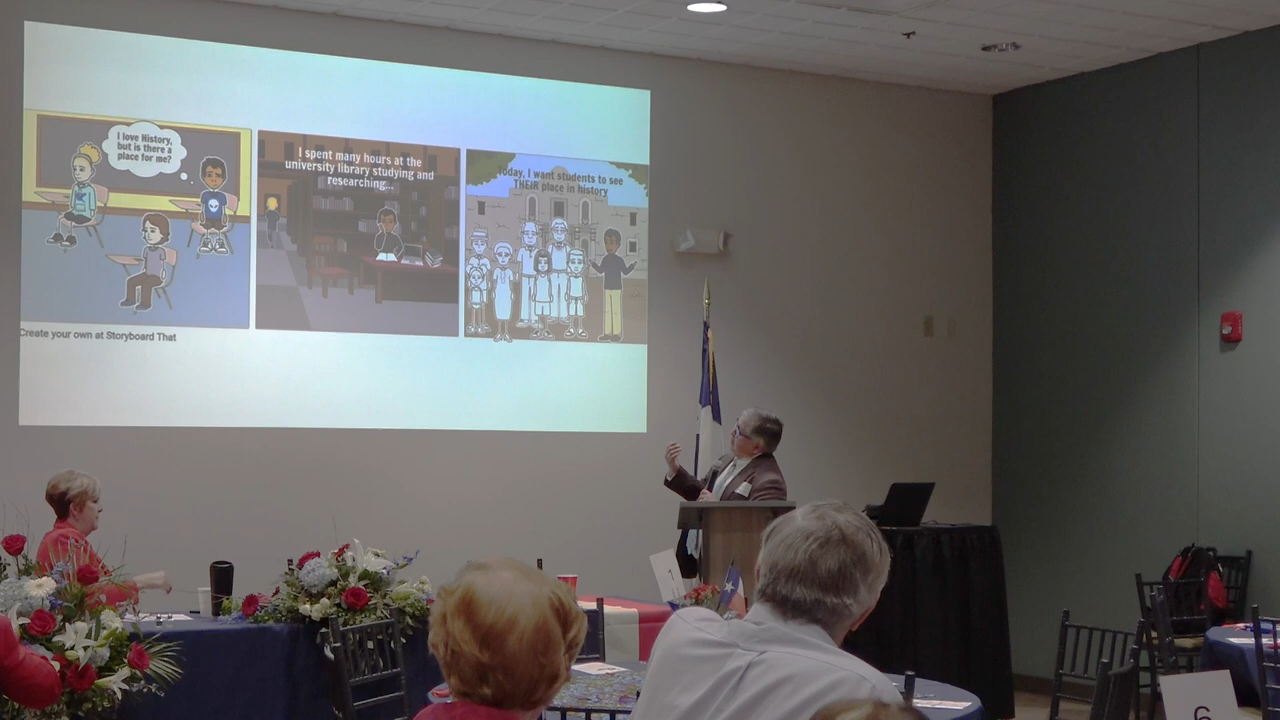 I love History,
but is there a
place for me?
I spent many hours at the
university library studying and
researching...
Today, I want students to see
THEIR place in history
Create your own at Storyboard That